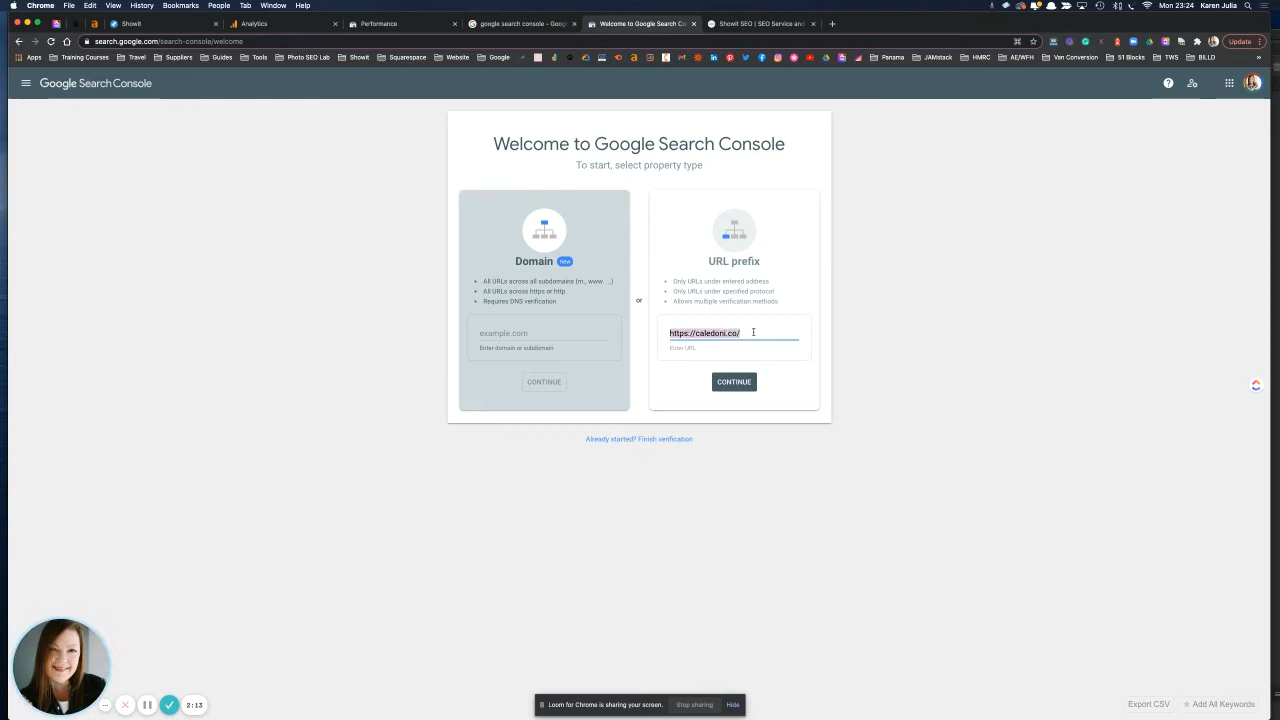 Chrome File Edit View History Bookmarks People Tab Window Help
Mon 23:24 Karen Julia
Showit
Analytics
Performance
google search console - Goog
Welcome to Google Search Co
Showit SEO | SEO Service and
search.google.com/search-console/welcome
Update
Apps Training Courses Travel Suppliers Guides Tools Photo SEO LAB Showit Squarespace Website Google
Panama JAMstack HMRC AE/WFH Van Conversion 51 Blocks TWS BILLD
Google Search Console
Welcome to Google Search Console
To start, select property type
Domain new
All URLs across all subdomains (m., www. ...)
All URLs across https or http
Requires DNS verification
example.com
Enter domain or subdomain
CONTINUE
or
URL prefix
Only URLs under entered address
Only URLs under specified protocol
Allows multiple verification methods
https://caledoni.co/
Enter URL
CONTINUE
Already started? Finish verification
2:13
Loom for Chrome is sharing your screen. Stop sharing Hide
Export CSV Add All Keywords